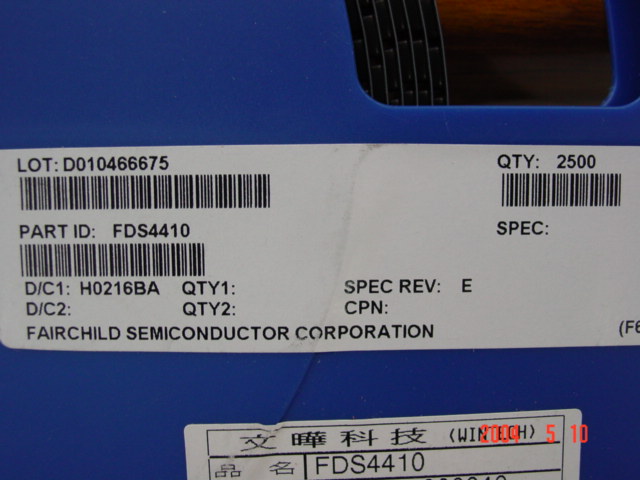 LOT: D010466675
QTY: 2500
PART ID: FDS4410
SPEC:
D/C1: H0216BA QTY1: SPEC REV: E
D/C2: QTY2: CPN:
FAIRCHILD SEMICONDUCTOR CORPORATION (F6
文曄科技 (WINTECH)
2004 5 10
品名 FDS4410